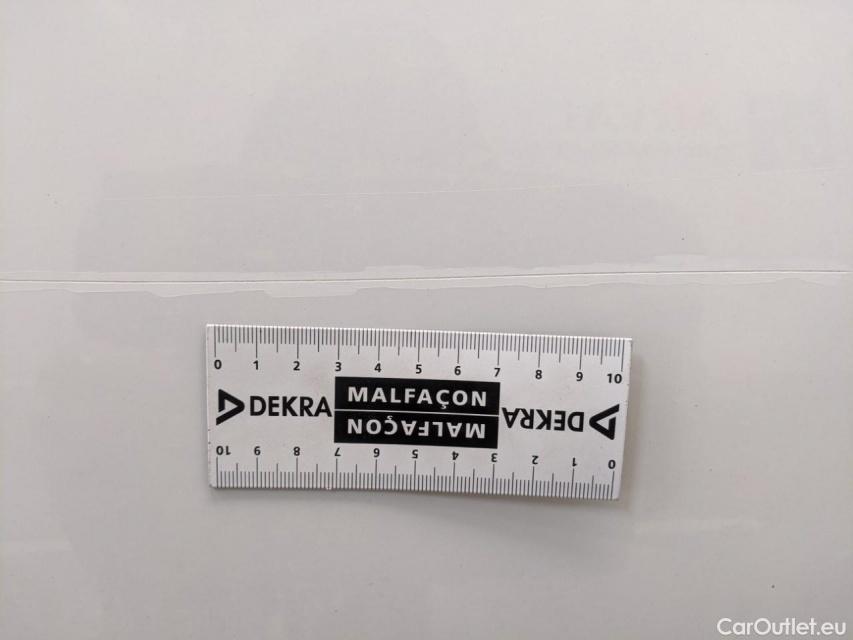 0 1 2 3 4 5 6 7 8 9 10
DEKRA MALFAÇON DEKRA
MALFAÇON
10 9 8 7 6 5 4 3 2 1 0
CarOutlet.eu